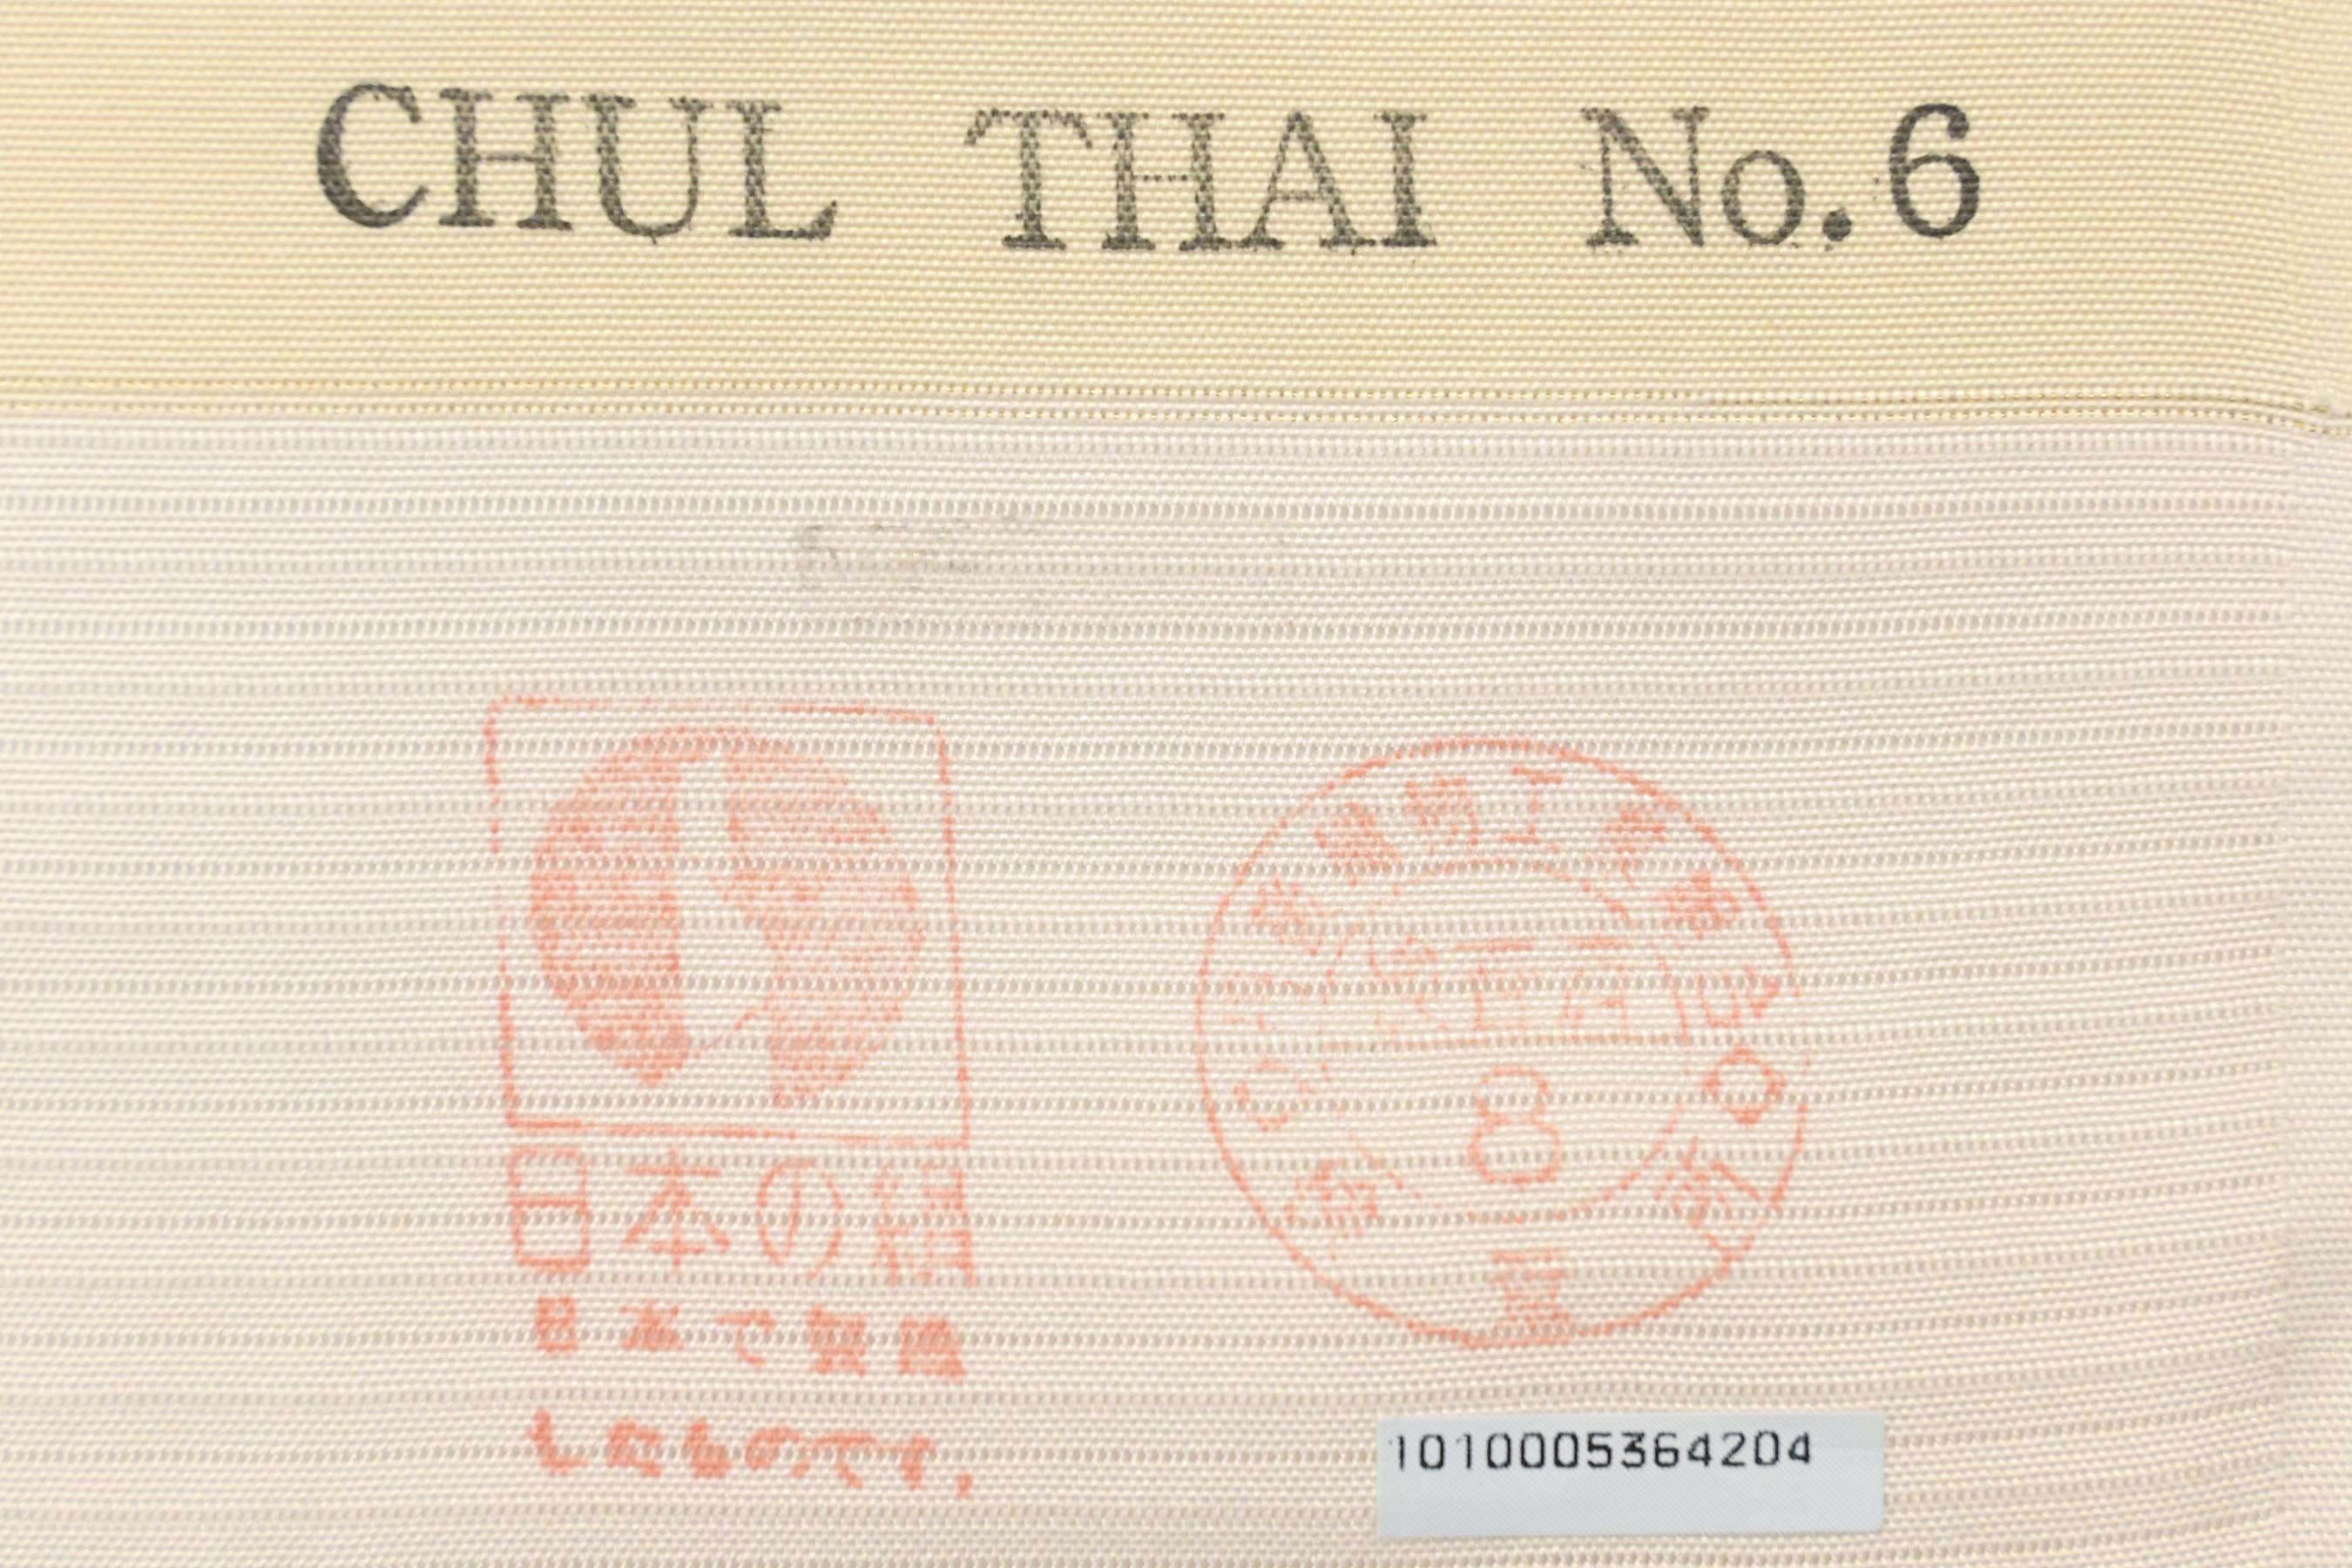 CHUL THAI No.6
日本の絹
日本で製織
したものです。
8
1010005364204